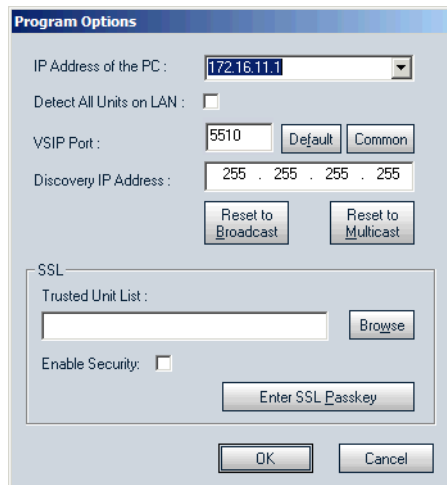 Program Options
IP Address of the PC : 172.16.11.1
Detect All Units on LAN :
VSIP Port : 5510 Default Common
Discovery IP Address : 255 . 255 . 255 . 255
Reset to Broadcast Reset to Multicast
SSL
Trusted Unit List :
Browse
Enable Security:
Enter SSL Passkey
OK Cancel